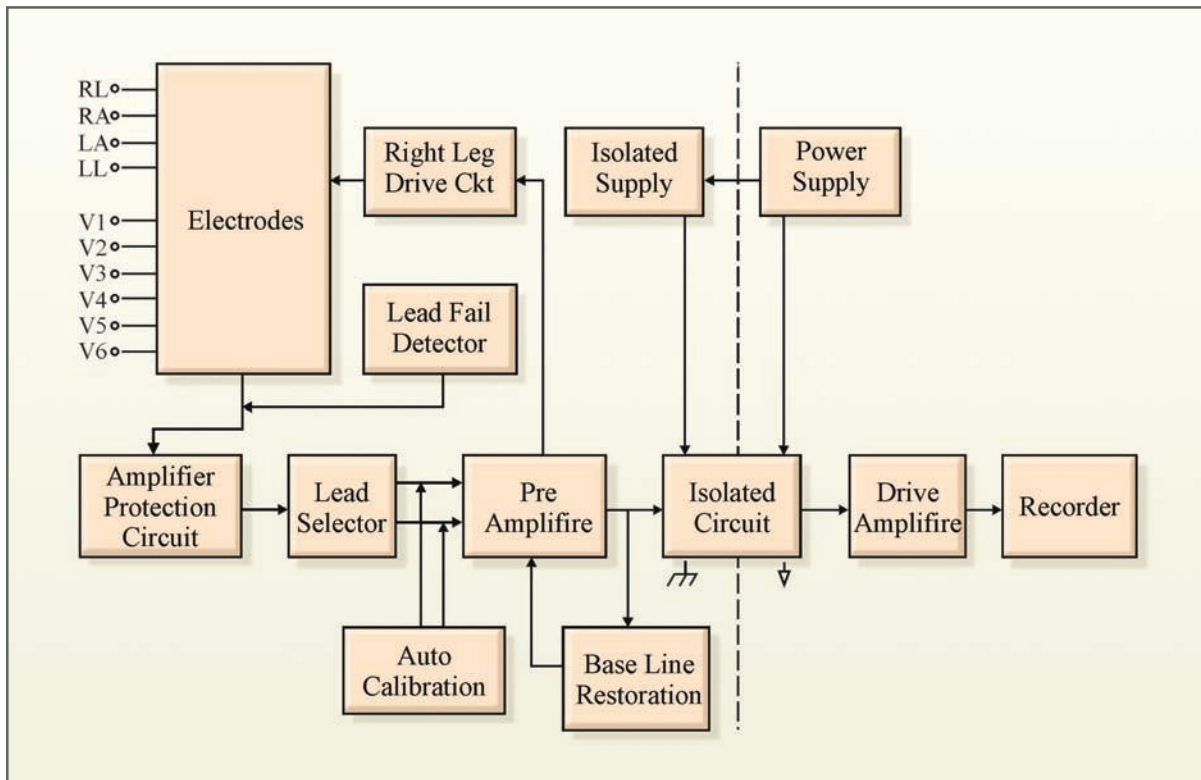 RL
RA
LA
LL
V1
V2
V3
V4
V5
V6
Electrodes
Right Leg
Drive Ckt
Isolated
Supply
Power
Supply
Lead Fail
Detector
Amplifier
Protection
Circuit
Lead
Selector
Pre
Amplifire
Isolated
Circuit
Drive
Amplifire
Recorder
Auto
Calibration
Base Line
Restoration